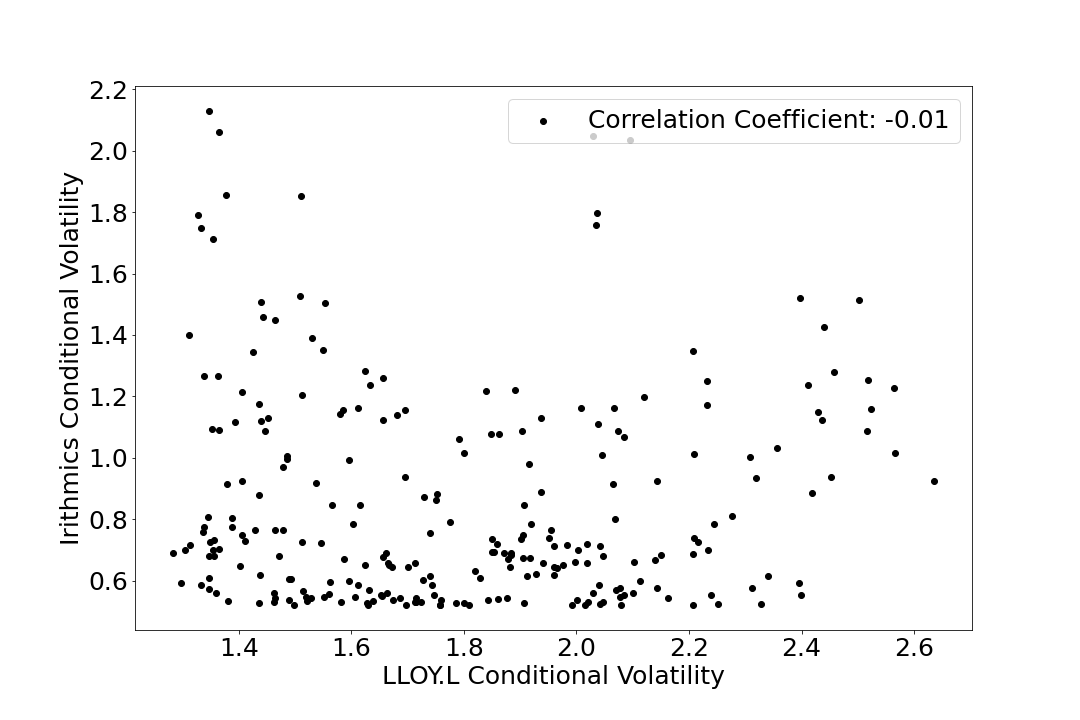 Correlation Coefficient: -0.01
Irithmics Conditional Volatility
2.2
2.0
1.8
1.6
1.4
1.2
1.0
0.8
0.6
1.4 1.6 1.8 2.0 2.2 2.4 2.6
LLOY.L Conditional Volatility